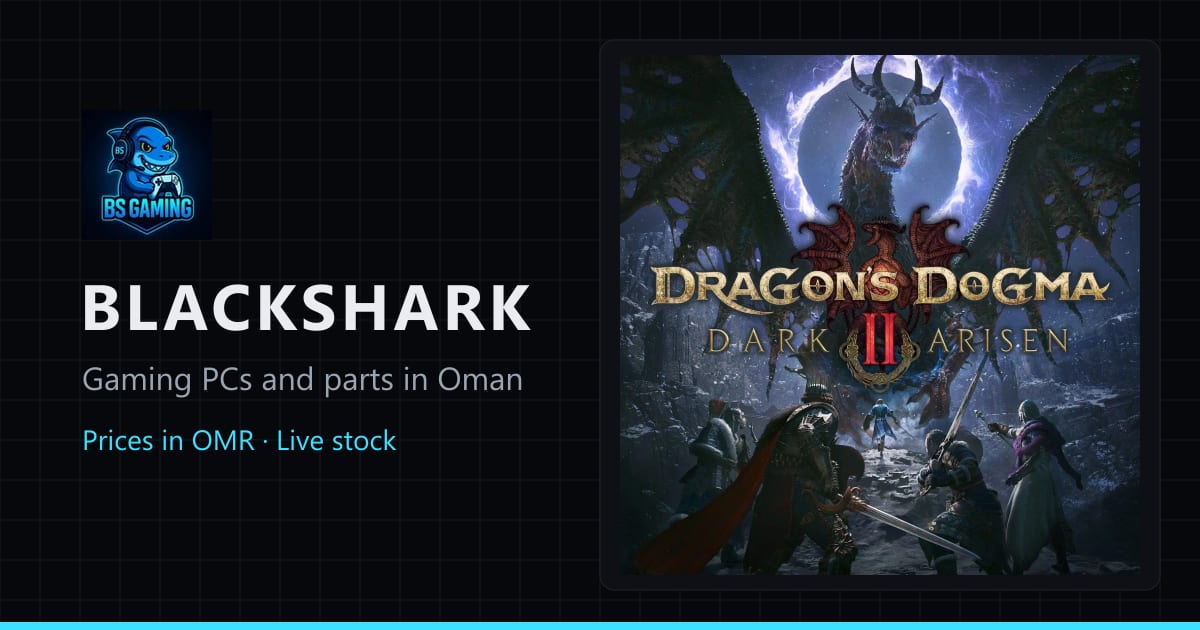 BS
BS GAMING
BLACKSHARK
Gaming PCs and parts in Oman
Prices in OMR · Live stock
DRAGON'S DOGMA
II
DARK ARISEN